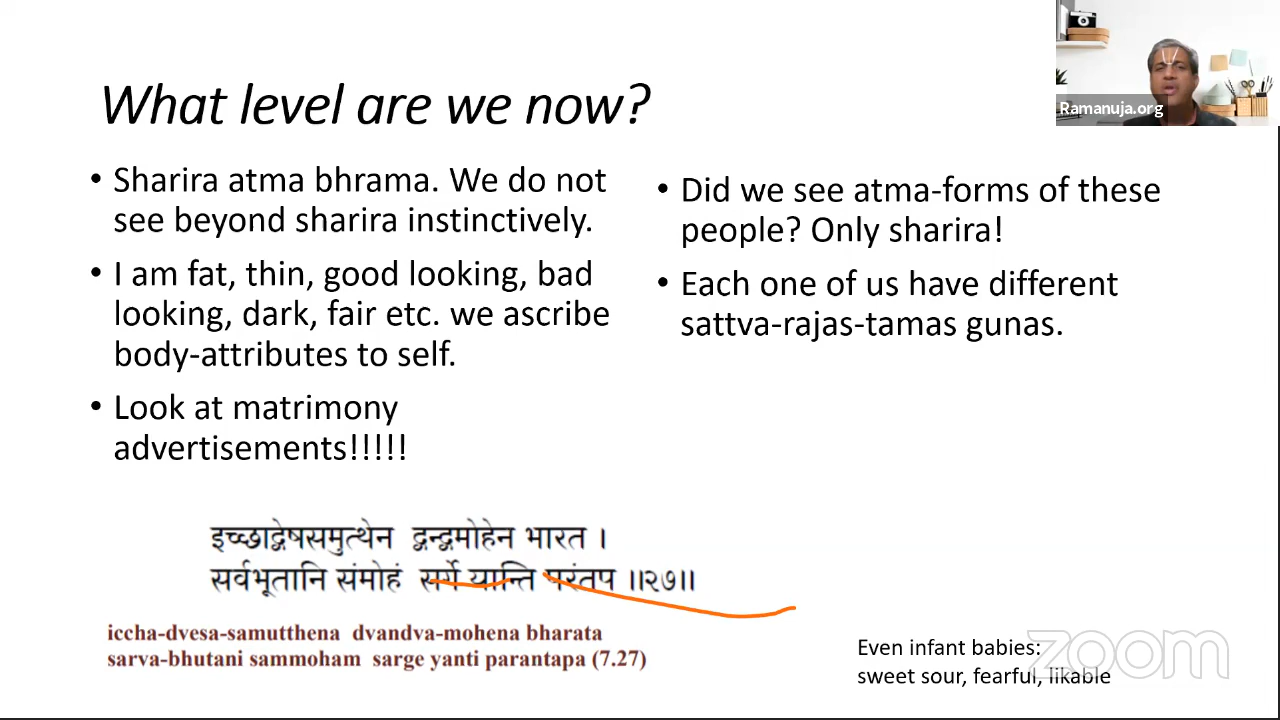 What level are we now?
• Sharira atma bhrama. We do not
see beyond sharira instinctively.
• I am fat, thin, good looking, bad
looking, dark, fair etc. we ascribe
body-attributes to self.
• Look at matrimony
advertisements!!!!!
• Did we see atma-forms of these
people? Only sharira!
• Each one of us have different
sattva-rajas-tamas gunas.
इच्छाद्वेषसमुत्थेन द्वन्द्वमोहेन भारत ।
सर्वभूतानि संमोहं सर्गे यान्ति परंतप ॥२७॥
iccha-dvesa-samutthena dvandva-mohena bharata
sarva-bhutani sammoham sarge yanti parantapa (7.27)
Even infant babies:
sweet sour, fearful, likable
Ramanuja.org
zoom